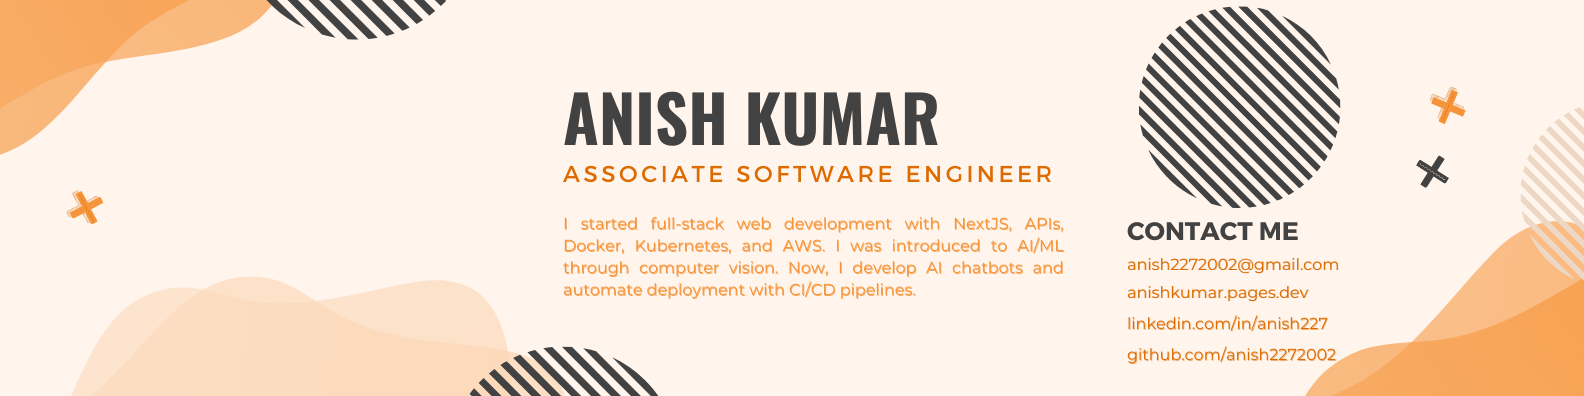 ANISH KUMAR
ASSOCIATE SOFTWARE ENGINEER
I started full-stack web development with NextJS, APIs,
Docker, Kubernetes, and AWS. I was introduced to AI/ML
through computer vision. Now, I develop AI chatbots and
automate deployment with CI/CD pipelines.
CONTACT ME
anish2272002@gmail.com
anishkumar.pages.dev
linkedin.com/in/anish227
github.com/anish2272002